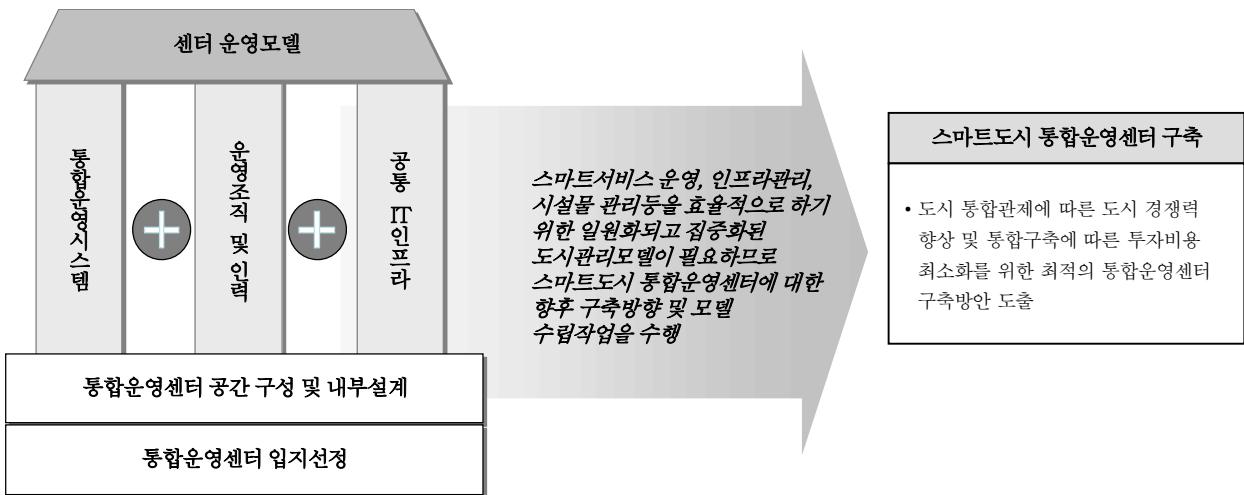 센터 운영모델
통합운영시스템
운영조직 및 인력
공통 IT인프라
통합운영센터 공간 구성 및 내부설계
통합운영센터 입지선정
스마트서비스 운영, 인프라관리,
시설물 관리등을 효율적으로 하기
위한 일원화되고 집중화된
도시관리모델이 필요하므로
스마트도시 통합운영센터에 대한
향후 구축방향 및 모델
수립작업을 수행
스마트도시 통합운영센터 구축
• 도시 통합관제에 따른 도시 경쟁력
향상 및 통합구축에 따른 투자비용
최소화를 위한 최적의 통합운영센터
구축방안 도출